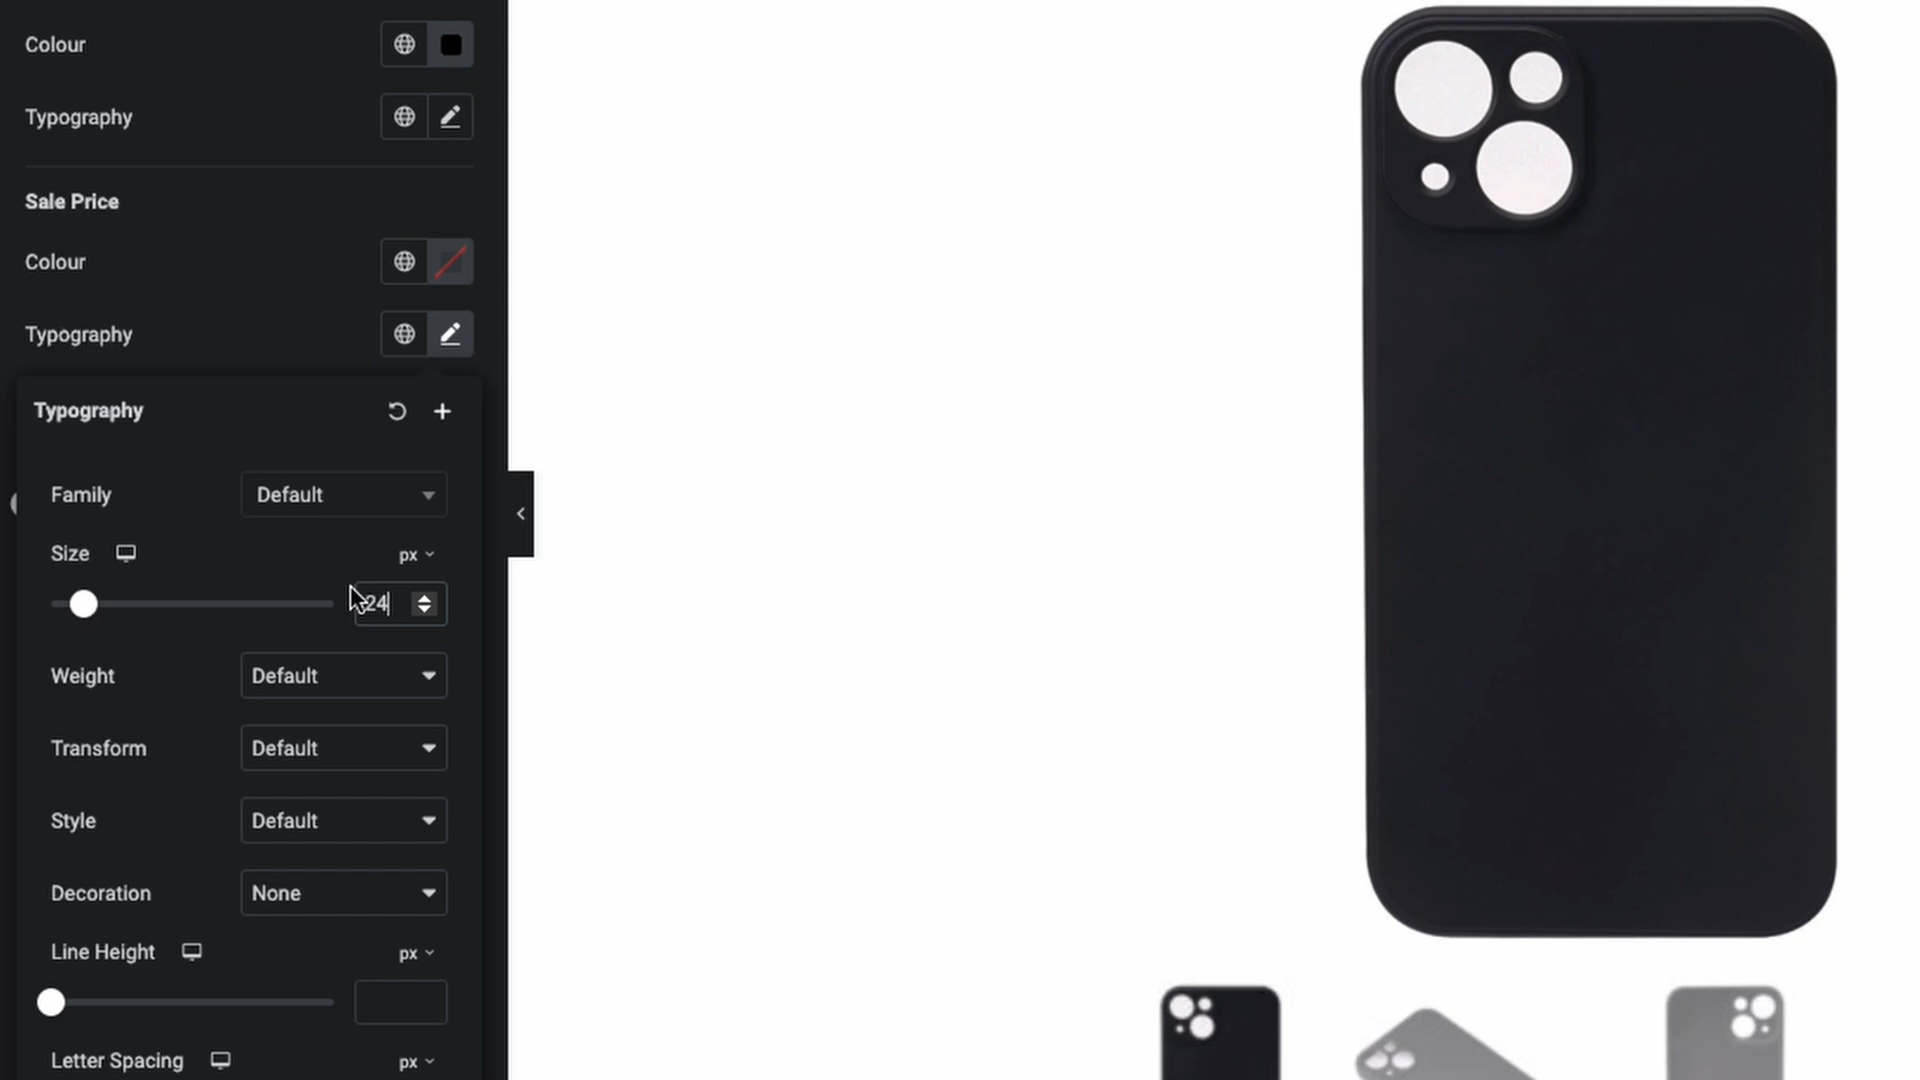 Colour
Typography
Sale Price
Colour
Typography
Typography
Family Default
Size px
24
Weight Default
Transform Default
Style Default
Decoration None
Line Height px
Letter Spacing px